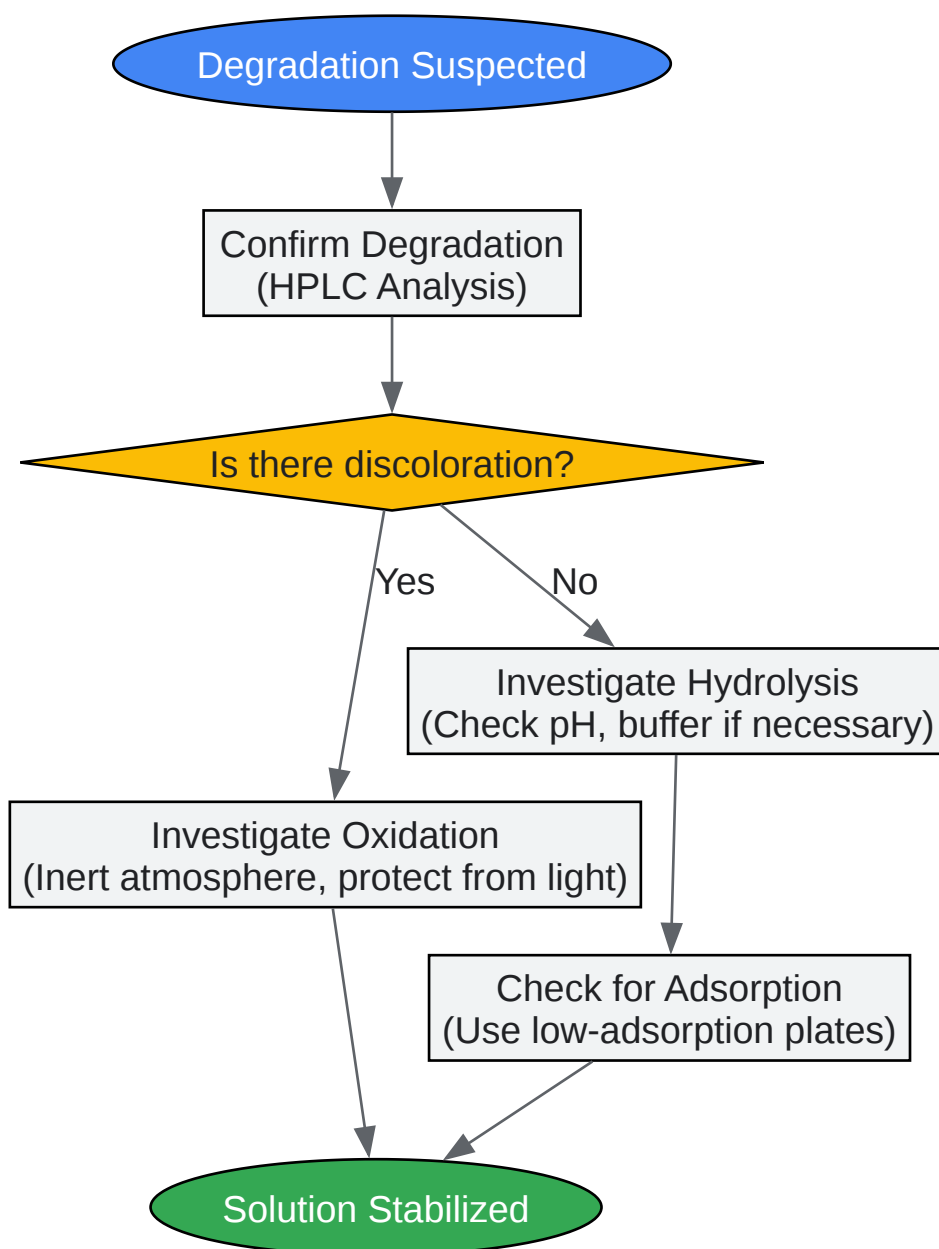 Degradation Suspected
Confirm Degradation
(HPLC Analysis)
Is there discoloration?
Yes
No
Investigate Hydrolysis
(Check pH, buffer if necessary)
Investigate Oxidation
(Inert atmosphere, protect from light)
Check for Adsorption
(Use low-adsorption plates)
Solution Stabilized